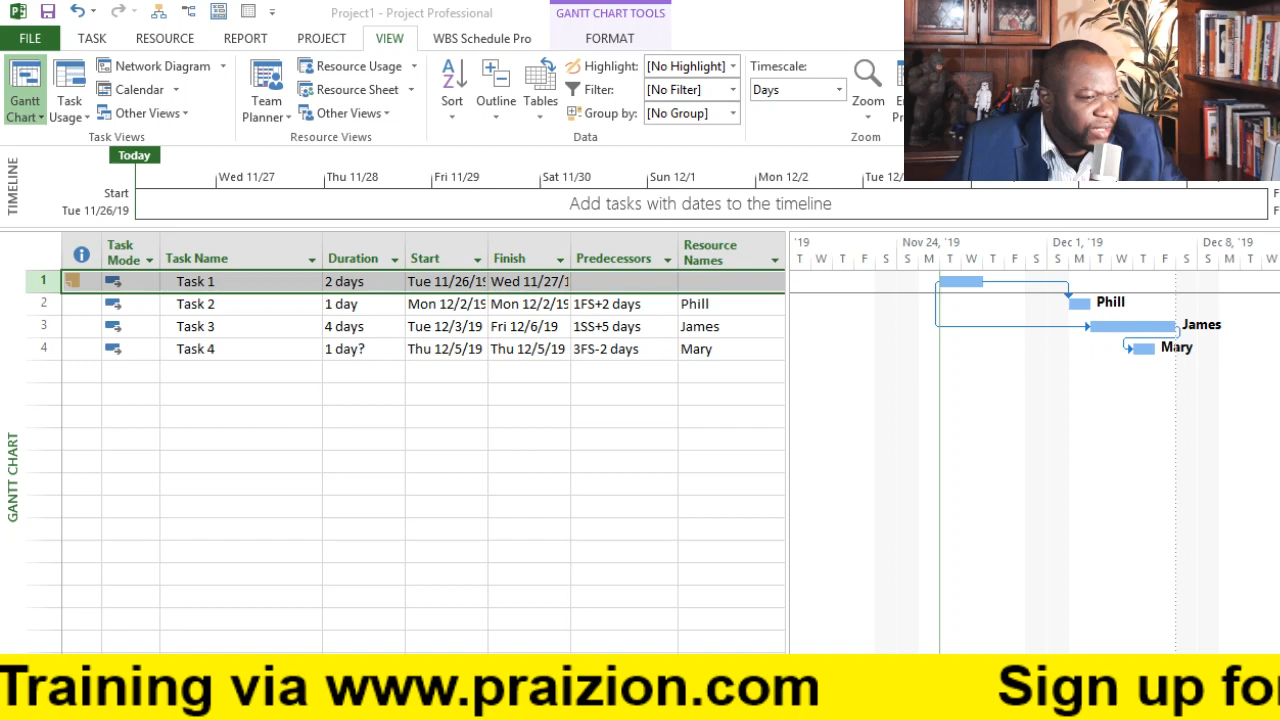 Project1 - Project Professional
GANTT CHART TOOLS
FILE TASK RESOURCE REPORT PROJECT VIEW WBS Schedule Pro FORMAT
Gantt Chart
Task Usage
Network Diagram
Calendar
Other Views
Task Views
Team Planner
Resource Usage
Resource Sheet
Other Views
Resource Views
Sort
Outline
Tables
Highlight: [No Highlight]
Filter: [No Filter]
Group by: [No Group]
Data
Timescale:
Days
Zoom
Zoom
TIMELINE
Today
Wed 11/27 Thu 11/28 Fri 11/29 Sat 11/30 Sun 12/1 Mon 12/2 Tue 12/
Start
Tue 11/26/19
Add tasks with dates to the timeline
F
F
GANTT CHART
Task Mode Task Name Duration Start Finish Predecessors Resource Names
1 Task 1 2 days Tue 11/26/19 Wed 11/27/1
2 Task 2 1 day Mon 12/2/19 Mon 12/2/19 1FS+2 days Phill
3 Task 3 4 days Tue 12/3/19 Fri 12/6/19 1SS+5 days James
4 Task 4 1 day? Thu 12/5/19 Thu 12/5/19 3FS-2 days Mary
'19 Nov 24, '19 Dec 1, '19 Dec 8, '19
T W T F S S M T W T F S S M T W T F S S M T W
Phill
James
Mary
Training via www.praizion.com Sign up fo